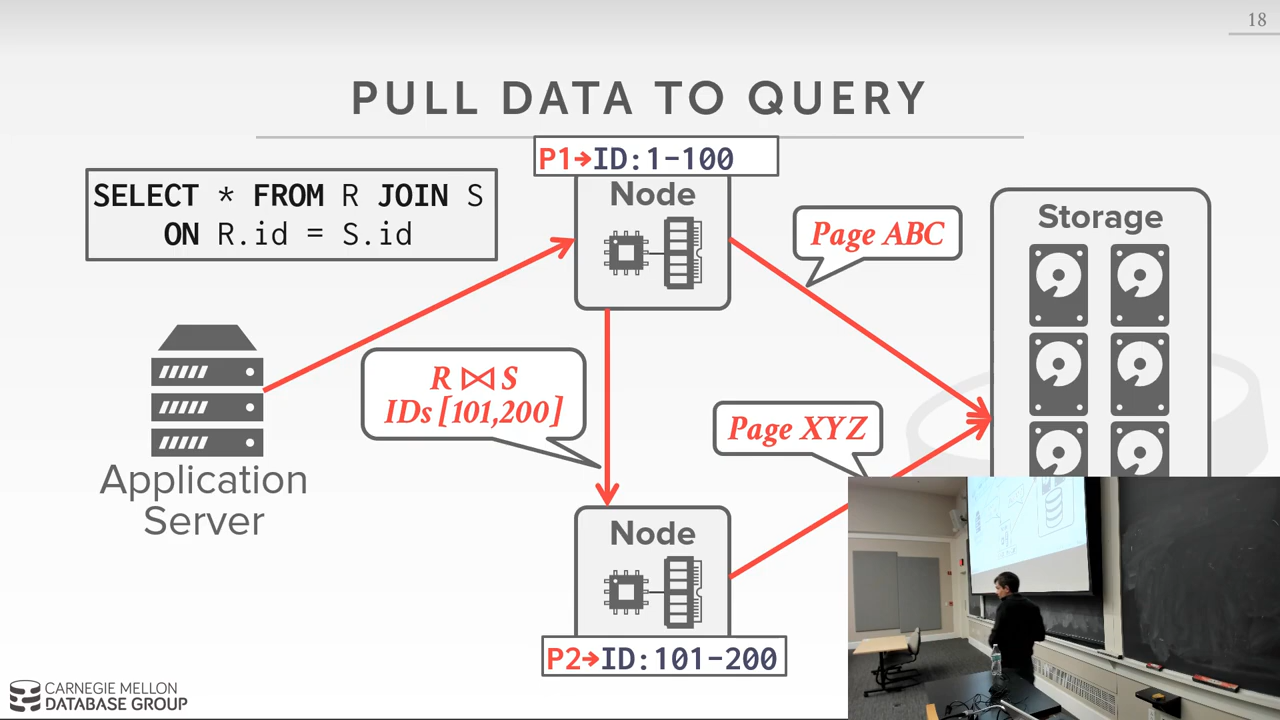 18
PULL DATA TO QUERY
P1→ID:1-100
SELECT * FROM R JOIN S
ON R.id = S.id
Node
Page ABC
Storage
R ⋈ S
IDs [101,200]
Page XYZ
Application
Server
Node
P2→ID:101-200
CARNEGIE MELLON
DATABASE GROUP